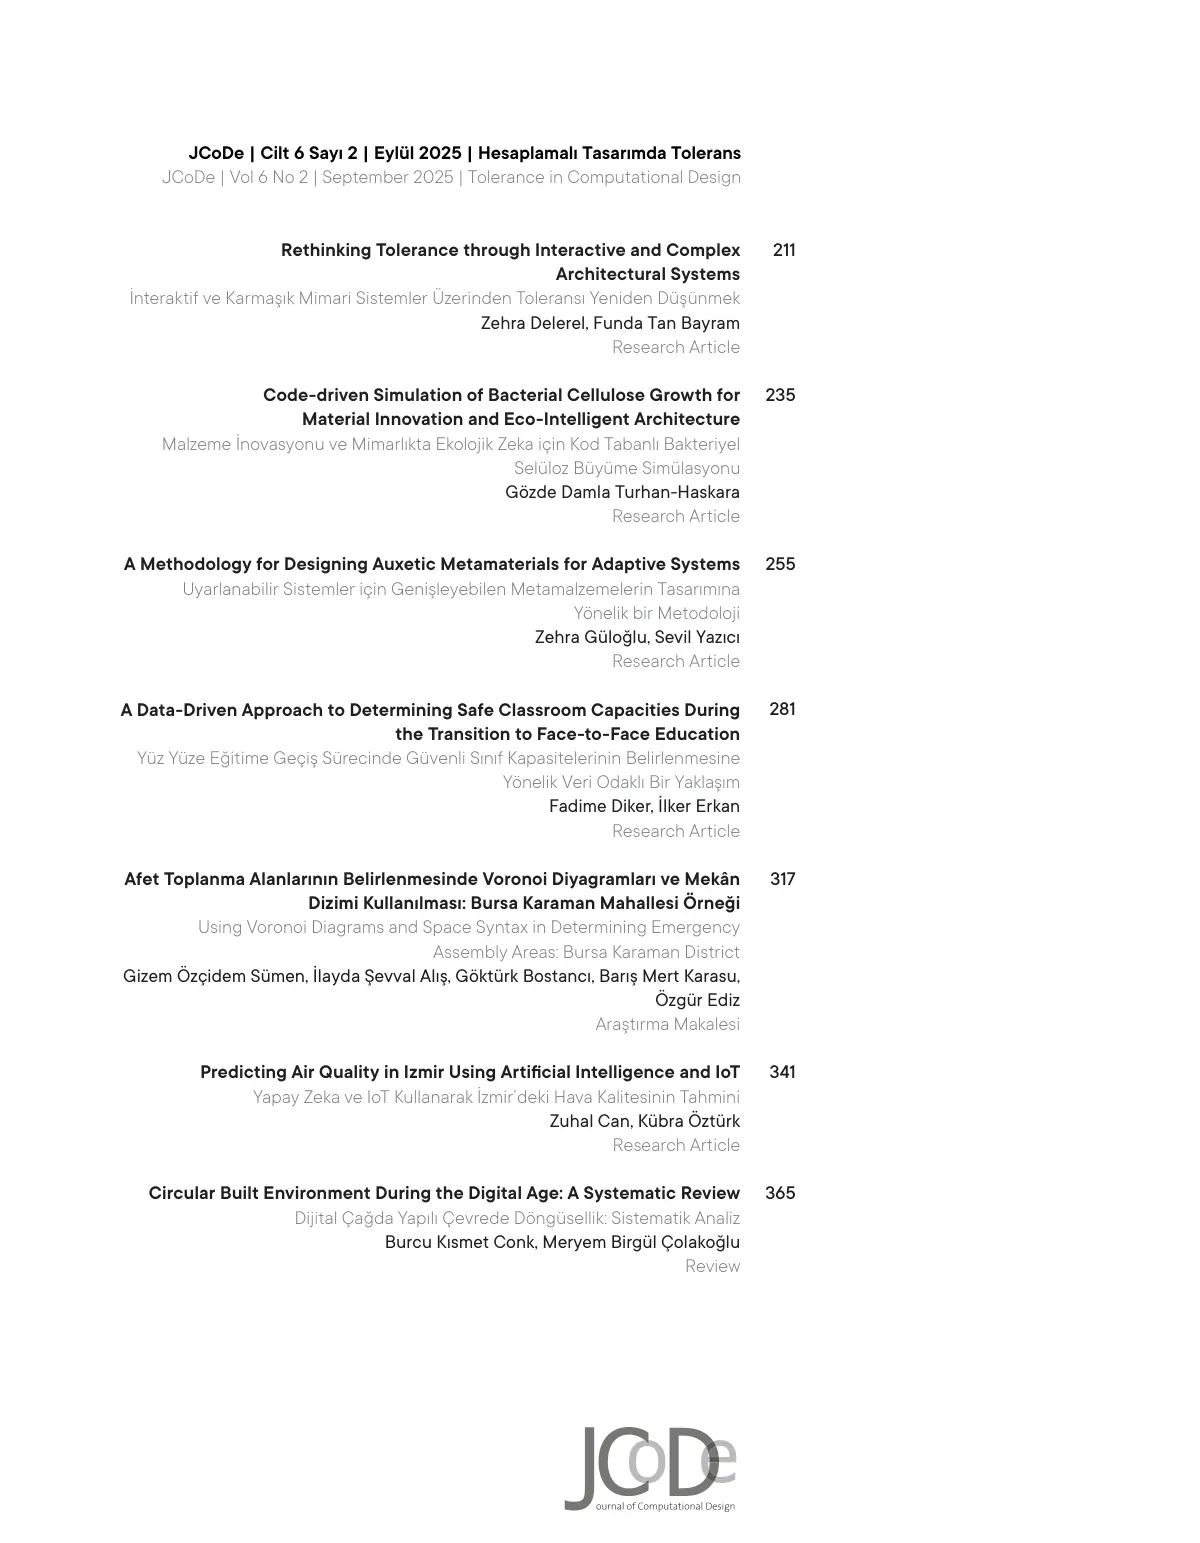 JCoDe | Cilt 6 Sayı 2 | Eylül 2025 | Hesaplamalı Tasarımda Tolerans
JCoDe | Vol 6 No 2 | September 2025 | Tolerance in Computational Design
Rethinking Tolerance through Interactive and Complex 211
Architectural Systems
İnteraktif ve Karmaşık Mimari Sistemler Üzerinden Toleransı Yeniden Düşünmek
Zehra Delerel, Funda Tan Bayram
Research Article
Code-driven Simulation of Bacterial Cellulose Growth for 235
Material Innovation and Eco-Intelligent Architecture
Malzeme İnovasyonu ve Mimarlıkta Ekolojik Zeka için Kod Tabanlı Bakteriyel
Selüloz Büyüme Simülasyonu
Gözde Damla Turhan-Haskara
Research Article
A Methodology for Designing Auxetic Metamaterials for Adaptive Systems 255
Uyarlanabilir Sistemler için Genişleyebilen Metamalzemelerin Tasarımına
Yönelik bir Metodoloji
Zehra Güloğlu, Sevil Yazıcı
Research Article
A Data-Driven Approach to Determining Safe Classroom Capacities During 281
the Transition to Face-to-Face Education
Yüz Yüze Eğitime Geçiş Sürecinde Güvenli Sınıf Kapasitelerinin Belirlenmesine
Yönelik Veri Odaklı Bir Yaklaşım
Fadime Diker, İlker Erkan
Research Article
Afet Toplanma Alanlarının Belirlenmesinde Voronoi Diyagramları ve Mekân 317
Dizimi Kullanılması: Bursa Karaman Mahallesi Örneği
Using Voronoi Diagrams and Space Syntax in Determining Emergency
Assembly Areas: Bursa Karaman District
Gizem Özçidem Sümen, İlayda Şevval Alış, Göktürk Bostancı, Barış Mert Karasu,
Özgür Ediz
Araştırma Makalesi
Predicting Air Quality in Izmir Using Artificial Intelligence and IoT 341
Yapay Zeka ve IoT Kullanarak İzmir'deki Hava Kalitesinin Tahmini
Zuhal Can, Kübra Öztürk
Research Article
Circular Built Environment During the Digital Age: A Systematic Review 365
Dijital Çağda Yapılı Çevrede Döngüsellik: Sistematik Analiz
Burcu Kısmet Conk, Meryem Birgül Çolakoğlu
Review
JCoDe
ournal of Computational Design